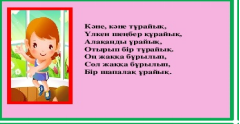 Кәне, кәне тұрайық,
Үлкен шеңбер құрайық,
Алақанды ұрайық,
Отырып бір тұрайық.
Оң жаққа бұрылып,
Сол жаққа бұрылып,
Бір шапалақ ұрайық.